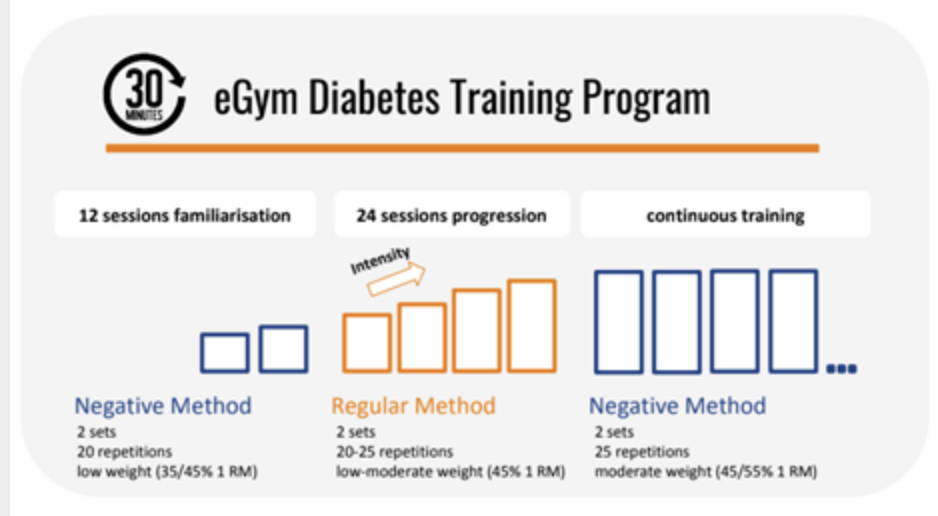 30
MINUTES
eGym Diabetes Training Program
12 sessions familiarisation
24 sessions progression
continuous training
Intensity
Negative Method
2 sets
20 repetitions
low weight (35/45% 1 RM)
Regular Method
2 sets
20-25 repetitions
low-moderate weight (45% 1 RM)
Negative Method
2 sets
25 repetitions
moderate weight (45/55% 1 RM)